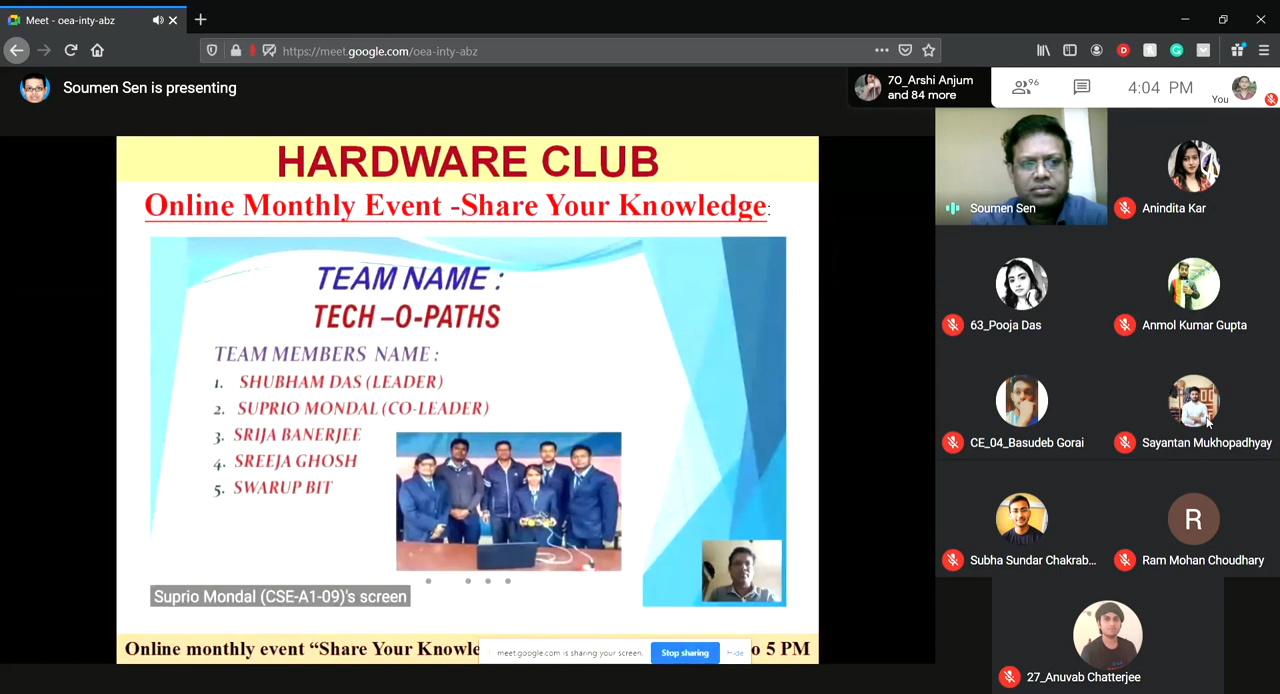 Meet - oea-inty-abz
https://meet.google.com/oea-inty-abz
Soumen Sen is presenting
70_Arshi Anjum
and 84 more
96
4:04 PM
You
HARDWARE CLUB
Online Monthly Event -Share Your Knowledge:
TEAM NAME :
TECH –O-PATHS
TEAM MEMBERS NAME :
1. SHUBHAM DAS (LEADER)
2. SUPRIO MONDAL (CO-LEADER)
3. SRIJA BANERJEE
4. SREEJA GHOSH
5. SWARUP BIT
Suprio Mondal (CSE-A1-09)'s screen
Online monthly event “Share Your Knowle
meet.google.com is sharing your screen.
Stop sharing
Hide
o 5 PM
Soumen Sen
Anindita Kar
63_Pooja Das
Anmol Kumar Gupta
CE_04_Basudeb Gorai
Sayantan Mukhopadhyay
Subha Sundar Chakrab...
R
Ram Mohan Choudhary
27_Anuvab Chatterjee